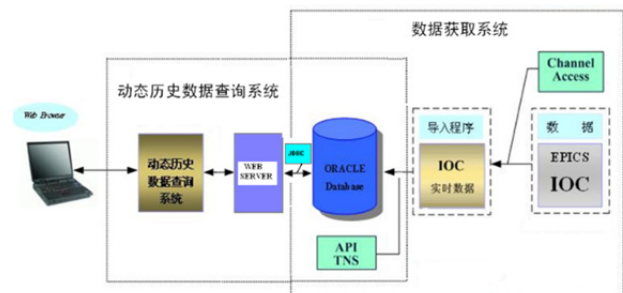 数据获取系统
动态历史数据查询系统
Channel
Access
Web Browser
导入程序
数 据
动态历史
数据查询
系统
WEB
SERVER
JDBC
ORACLE
Database
IOC
实时数据
EPICS
IOC
API
TNS